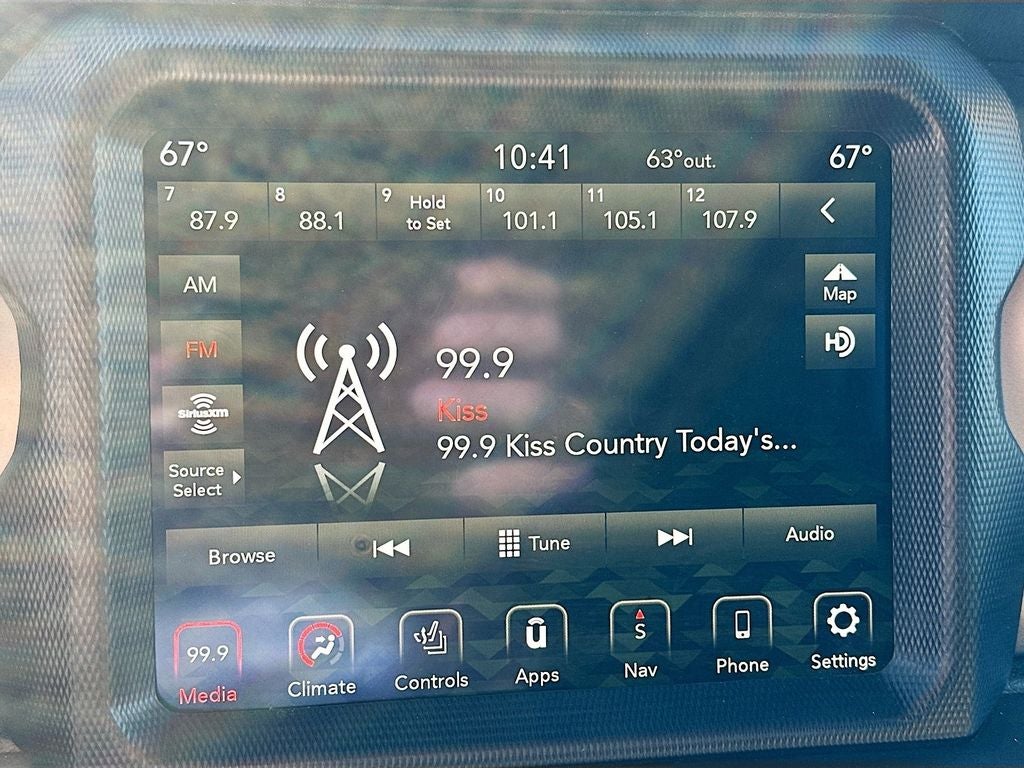 67° 10:41 63°out. 67°
7 8 9 Hold 10 11 12
87.9 88.1 to Set 101.1 105.1 107.9
AM
Map
FM
HD
99.9
SiriusXM
Kiss
99.9 Kiss Country Today's...
Source
Select
Browse Tune Audio
99.9 S
Media Climate Controls Apps Nav Phone Settings